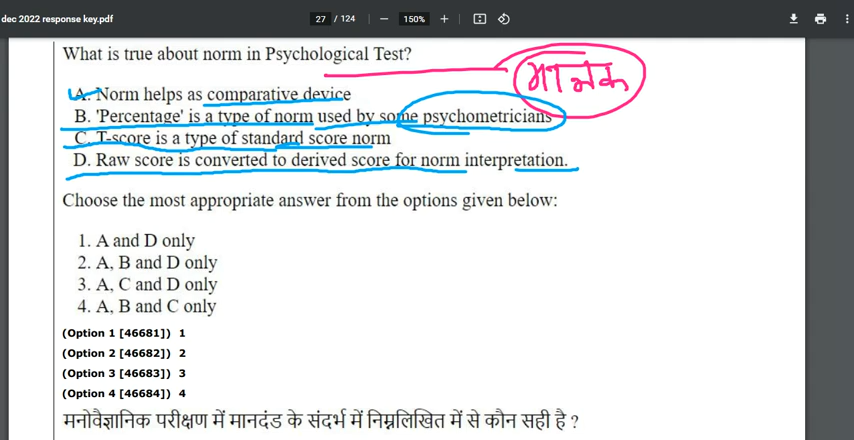 dec 2022 response key.pdf
27 / 124
150%
What is true about norm in Psychological Test?
मानक
A. Norm helps as comparative device
B. 'Percentage' is a type of norm used by some psychometricians
C. T-score is a type of standard score norm
D. Raw score is converted to derived score for norm interpretation.
Choose the most appropriate answer from the options given below:
1. A and D only
2. A, B and D only
3. A, C and D only
4. A, B and C only
(Option 1 [46681]) 1
(Option 2 [46682]) 2
(Option 3 [46683]) 3
(Option 4 [46684]) 4
मनोवैज्ञानिक परीक्षण में मानदंड के संदर्भ में निम्नलिखित में से कौन सही है ?